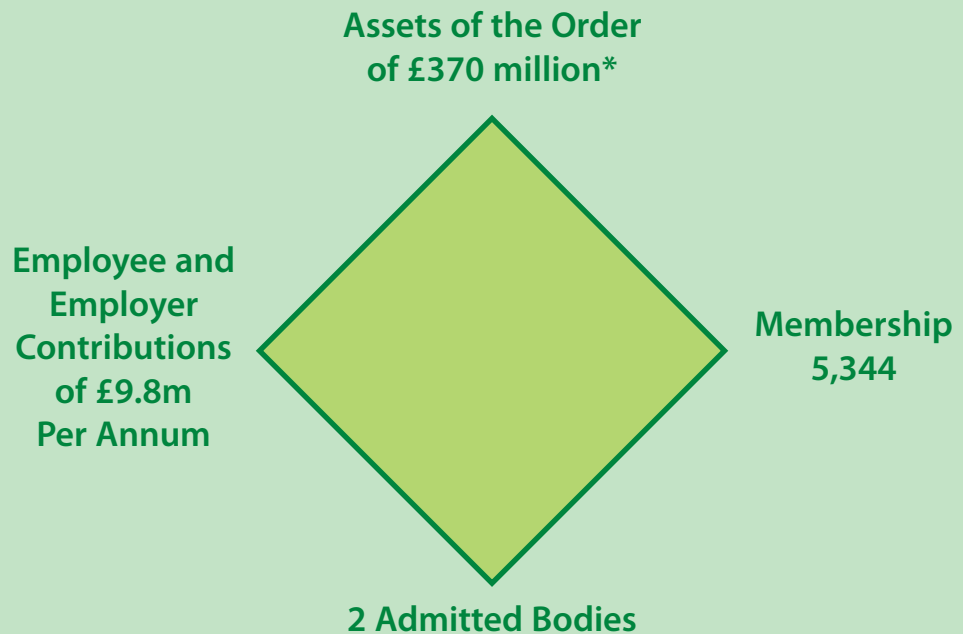 Assets of the Order
of £370 million*
Employee and
Employer
Contributions
of £9.8m
Per Annum
Membership
5,344
2 Admitted Bodies